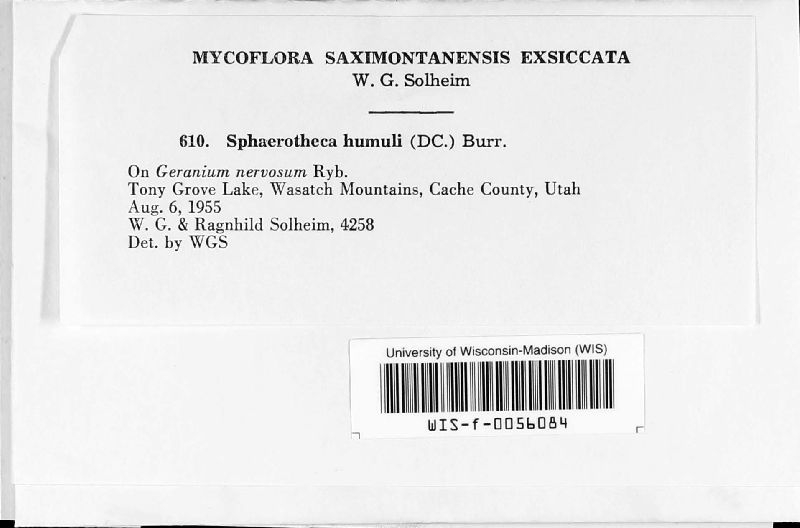 MYCOFLORA SAXIMONTANENSIS EXSICCATA
W. G. Solheim
610. Sphaerotheca humuli (DC.) Burr.
On Geranium nervosum Ryb.
Tony Grove Lake, Wasatch Mountains, Cache County, Utah
Aug. 6, 1955
W. G. & Ragnhild Solheim, 4258
Det. by WGS
University of Wisconsin-Madison (WIS)
WIS-f-0056084